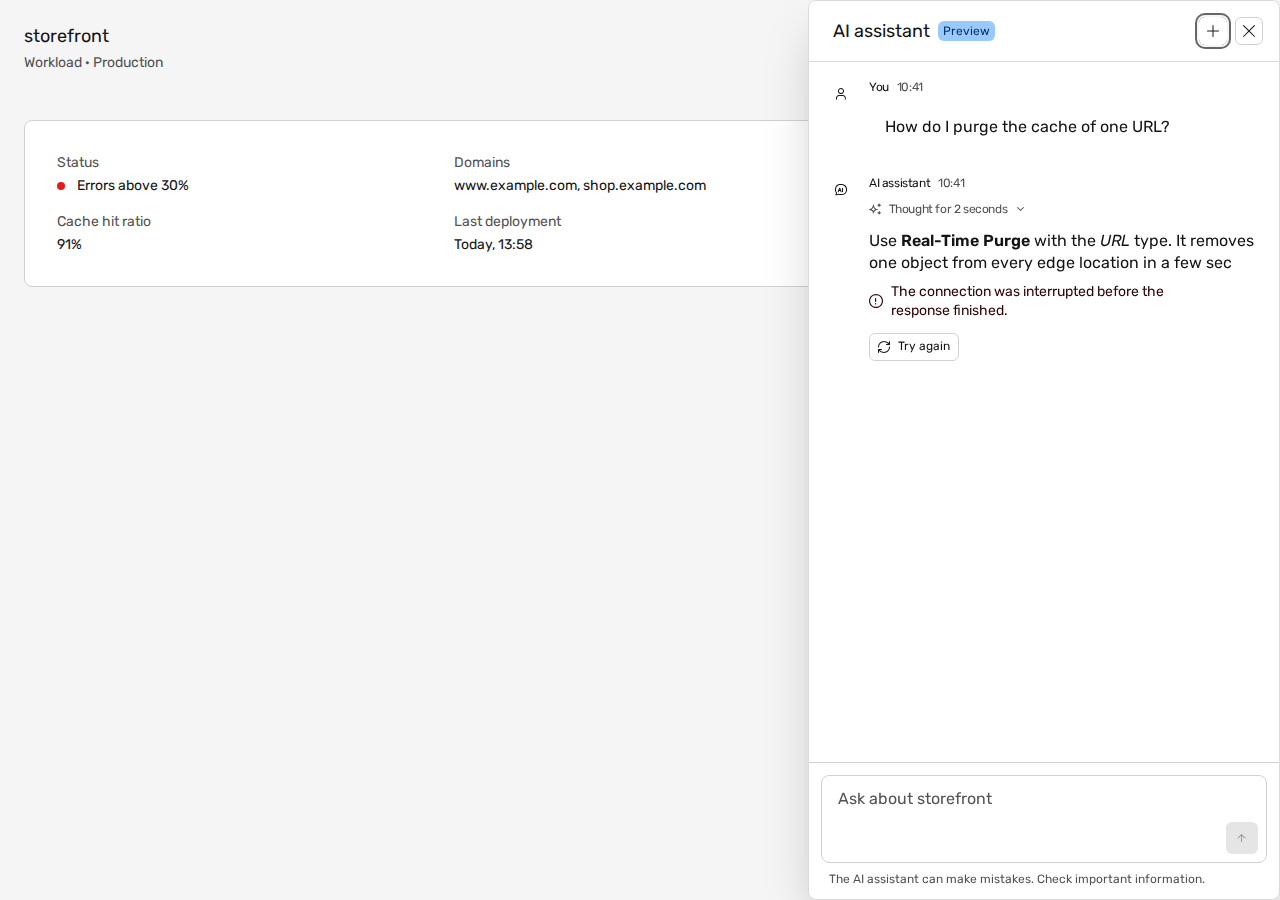 storefront
Workload • Production
Status
Errors above 30%
Domains
www.example.com, shop.example.com
Cache hit ratio
91%
Last deployment
Today, 13:58
AI assistant Preview
You 10:41
How do I purge the cache of one URL?
AI
AI assistant 10:41
Thought for 2 seconds
Use Real-Time Purge with the URL type. It removes
one object from every edge location in a few sec
The connection was interrupted before the
response finished.
Try again
Ask about storefront
The AI assistant can make mistakes. Check important information.